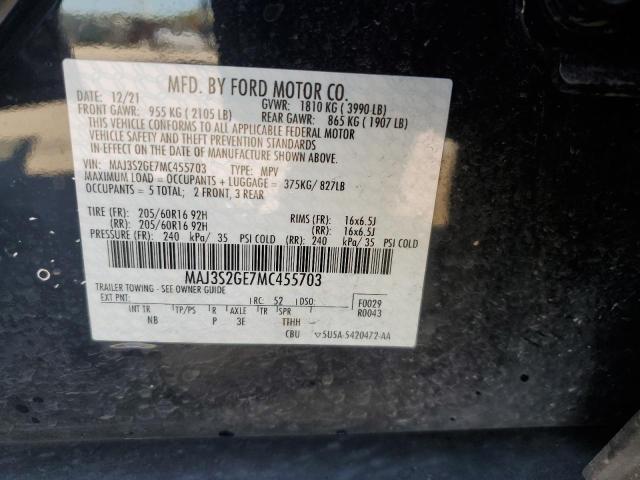 MFD. BY FORD MOTOR CO.
DATE: 12/21 GVWR: 1810 KG ( 3990 LB)
FRONT GAWR: 955 KG ( 2105 LB) REAR GAWR: 865 KG ( 1907 LB)
THIS VEHICLE CONFORMS TO ALL APPLICABLE FEDERAL MOTOR
VEHICLE SAFETY AND THEFT PREVENTION STANDARDS
IN EFFECT ON THE DATE OF MANUFACTURE SHOWN ABOVE.
VIN: MAJ3S2GE7MC455703 TYPE: MPV
MAXIMUM LOAD = OCCUPANTS + LUGGAGE = 375KG/ 827LB
OCCUPANTS = 5 TOTAL; 2 FRONT, 3 REAR
TIRE (FR): 205/60R16 92H RIMS (FR): 16x6.5J
(RR): 205/60R16 92H (RR): 16x6.5J
PRESSURE (FR): 240 kPa/ 35 PSI COLD (RR): 240 kPa/ 35 PSI COLD
MAJ3S2GE7MC455703
TRAILER TOWING - SEE OWNER GUIDE
EXT PNT: RC: 52 DSO: F0029
INT TR TP/PS R AXLE TR SPR R0043
NB P 3E TTHH
CBU 5U5A-5420472-AA